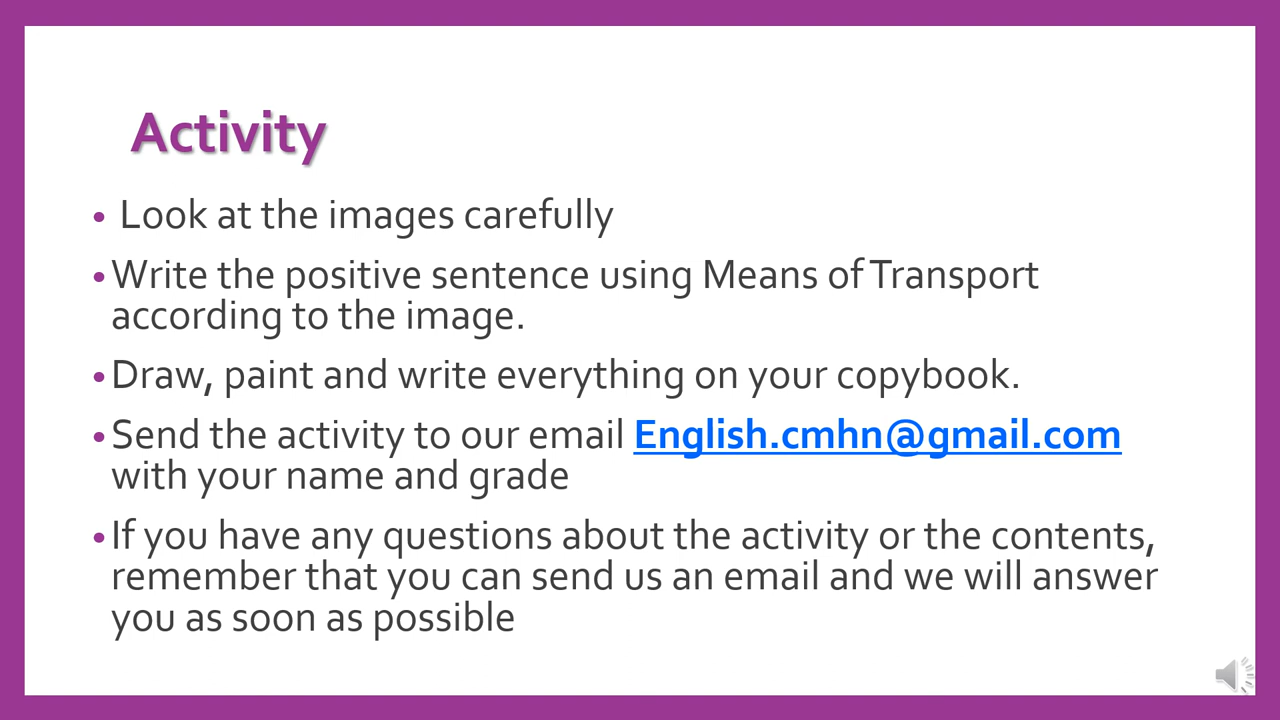 Activity
• Look at the images carefully
• Write the positive sentence using Means of Transport
according to the image.
• Draw, paint and write everything on your copybook.
• Send the activity to our email English.cmhn@gmail.com
with your name and grade
• If you have any questions about the activity or the contents,
remember that you can send us an email and we will answer
you as soon as possible